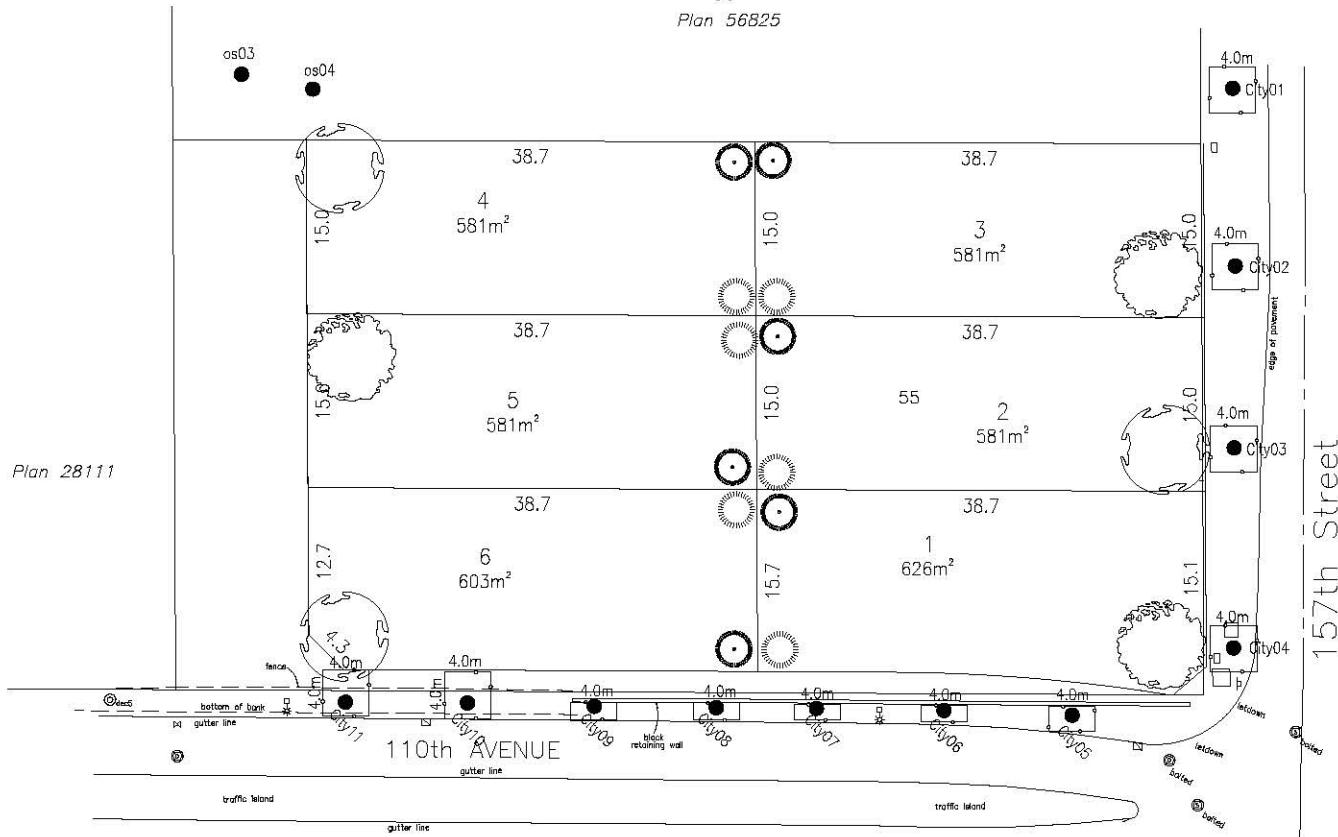 Plan 56825
os03
os04
4.0m
City01
38.7
38.7
4
581m²
3
581m²
15.0
15.0
15.0
4.0m
City02
38.7
38.7
edge of pavement
5
581m²
55
2
581m²
15.0
15.0
15.0
4.0m
City03
Plan 28111
157th Street
38.7
38.7
6
603m²
1
626m²
12.7
15.7
15.1
4.3
4.0m
City04
fence
4.0m
4.0m
4.0m
4.0m
4.0m
4.0m
4.0m
4.0m
4.0m
dec5
bottom of bank
gutter line
City11
City10
City09
City08
City07
City06
City05
block
retaining wall
letdown
letdown
bolted
bolted
bolted
110th AVENUE
gutter line
traffic island
traffic island
gutter line